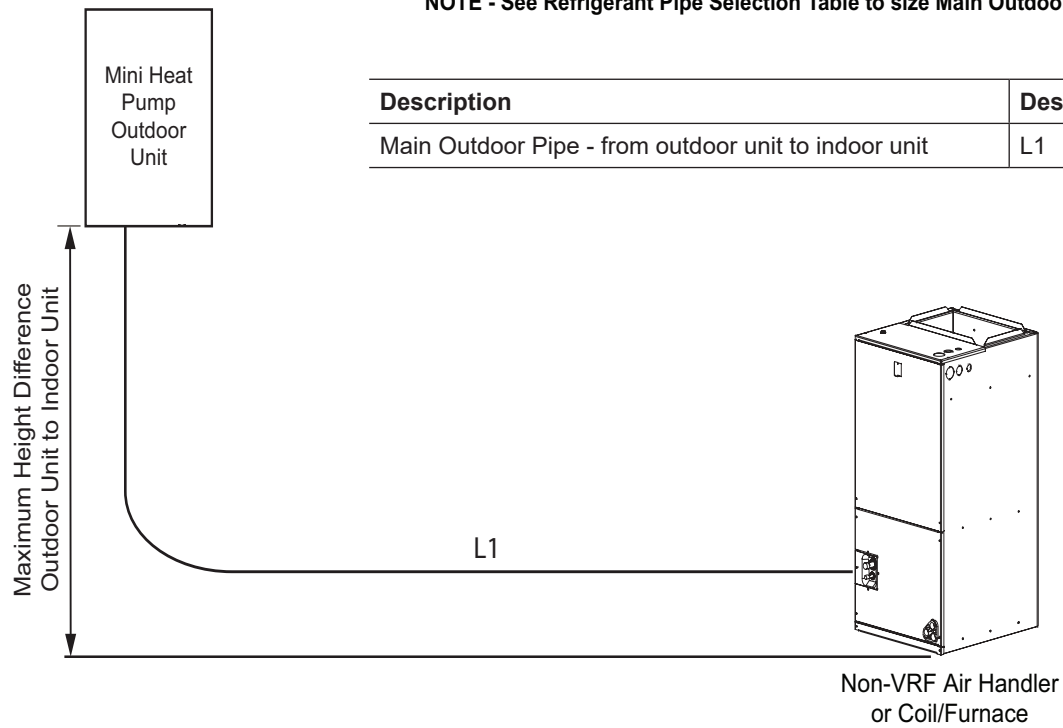 NOTE - See Refrigerant Pipe Selection Table to size Main Outdoo
Mini Heat
Pump
Outdoor
Unit
Description Des
Main Outdoor Pipe - from outdoor unit to indoor unit L1
Maximum Height Difference
Outdoor Unit to Indoor Unit
L1
Non-VRF Air Handler
or Coil/Furnace